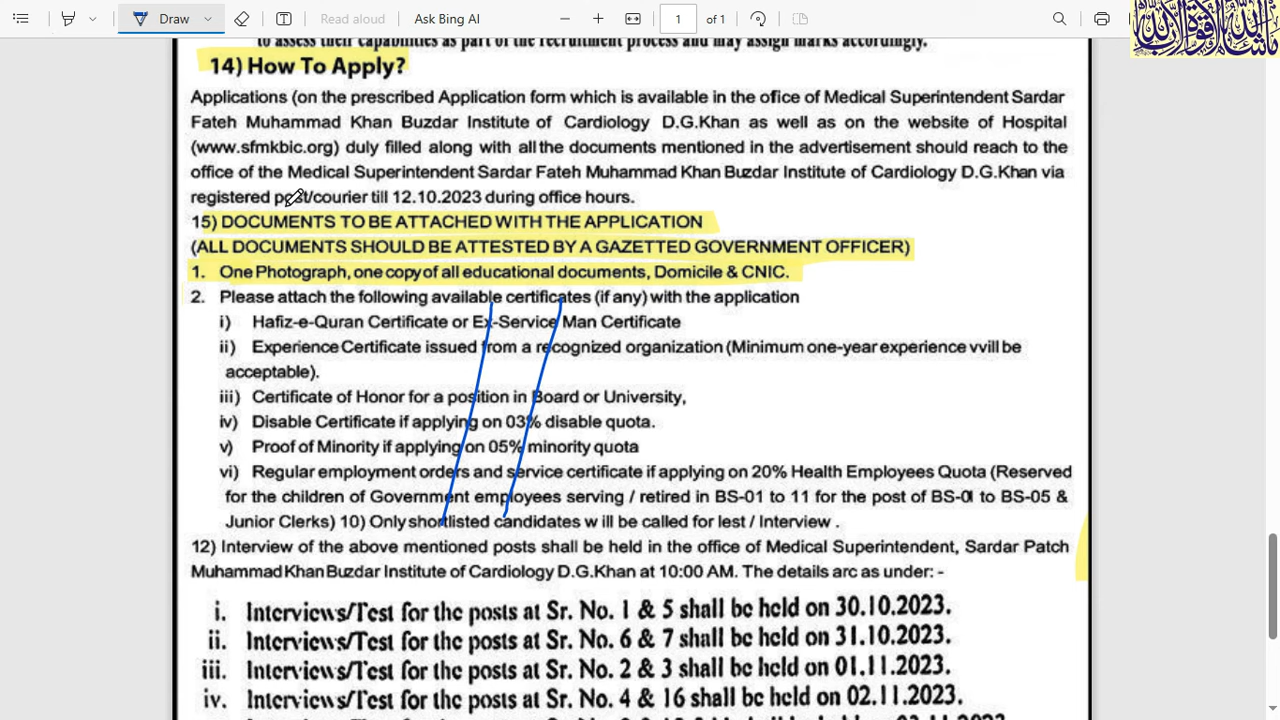 Draw
Read aloud
Ask Bing AI
1
of 1
to assess their capabilities as part of the recruitment process and may assign marks accordingly.
14) How To Apply?
Applications (on the prescribed Application form which is available in the office of Medical Superintendent Sardar
Fateh Muhammad Khan Buzdar Institute of Cardiology D.G.Khan as well as on the website of Hospital
(www.sfmkbic.org) duly filled along with all the documents mentioned in the advertisement should reach to the
office of the Medical Superintendent Sardar Fateh Muhammad Khan Buzdar Institute of Cardiology D.G.Khan via
registered post/courier till 12.10.2023 during office hours.
15) DOCUMENTS TO BE ATTACHED WITH THE APPLICATION
(ALL DOCUMENTS SHOULD BE ATTESTED BY A GAZETTED GOVERNMENT OFFICER)
1. One Photograph, one copy of all educational documents, Domicile & CNIC.
2. Please attach the following available certificates (if any) with the application
i) Hafiz-e-Quran Certificate or Ex-Service Man Certificate
ii) Experience Certificate issued from a recognized organization (Minimum one-year experience vvill be
acceptable).
iii) Certificate of Honor for a position in Board or University,
iv) Disable Certificate if applying on 03% disable quota.
v) Proof of Minority if applying on 05% minority quota
vi) Regular employment orders and service certificate if applying on 20% Health Employees Quota (Reserved
for the children of Government employees serving / retired in BS-01 to 11 for the post of BS-01 to BS-05 &
Junior Clerks) 10) Only shortlisted candidates w ill be called for lest / Interview .
12) Interview of the above mentioned posts shall be held in the office of Medical Superintendent, Sardar Patch
Muhammad Khan Buzdar Institute of Cardiology D.G.Khan at 10:00 AM. The details arc as under: -
i. Interviews/Test for the posts at Sr. No. 1 & 5 shall be held on 30.10.2023.
ii. Interviews/Test for the posts at Sr. No. 6 & 7 shall be held on 31.10.2023.
iii. Interviews/Test for the posts at Sr. No. 2 & 3 shall be held on 01.11.2023.
iv. Interviews/Test for the posts at Sr. No. 4 & 16 shall be held on 02.11.2023.